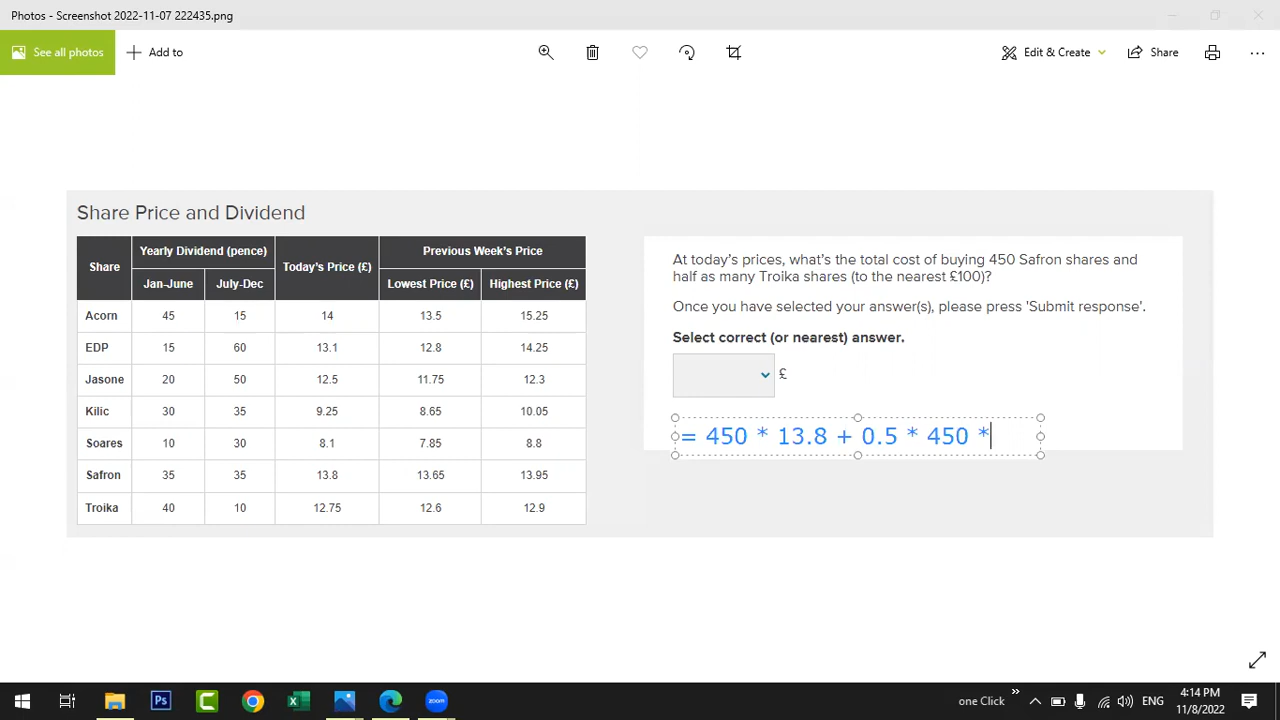 Photos - Screenshot 2022-11-07 222435.png
See all photos
Add to
Edit & Create
Share
Share Price and Dividend
Share Yearly Dividend (pence) Today's Price (£) Previous Week's Price
Jan-June July-Dec Lowest Price (£) Highest Price (£)
Acorn 45 15 14 13.5 15.25
EDP 15 60 13.1 12.8 14.25
Jasone 20 50 12.5 11.75 12.3
Kilic 30 35 9.25 8.65 10.05
Soares 10 30 8.1 7.85 8.8
Safron 35 35 13.8 13.65 13.95
Troika 40 10 12.75 12.6 12.9
At today's prices, what's the total cost of buying 450 Safron shares and
half as many Troika shares (to the nearest £100)?
Once you have selected your answer(s), please press 'Submit response'.
Select correct (or nearest) answer.
£
= 450 * 13.8 + 0.5 * 450 *
Ps
zoom
one Click
ENG
4:14 PM
11/8/2022